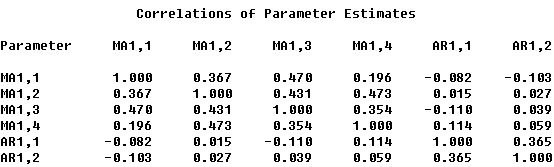 Correlations of Parameter Estimates
Parameter MA1,1 MA1,2 MA1,3 MA1,4 AR1,1 AR1,2
MA1,1 1.000 0.367 0.470 0.196 -0.082 -0.103
MA1,2 0.367 1.000 0.431 0.473 0.015 0.027
MA1,3 0.470 0.431 1.000 0.354 -0.110 0.039
MA1,4 0.196 0.473 0.354 1.000 0.114 0.059
AR1,1 -0.082 0.015 -0.110 0.114 1.000 0.365
AR1,2 -0.103 0.027 0.039 0.059 0.365 1.000